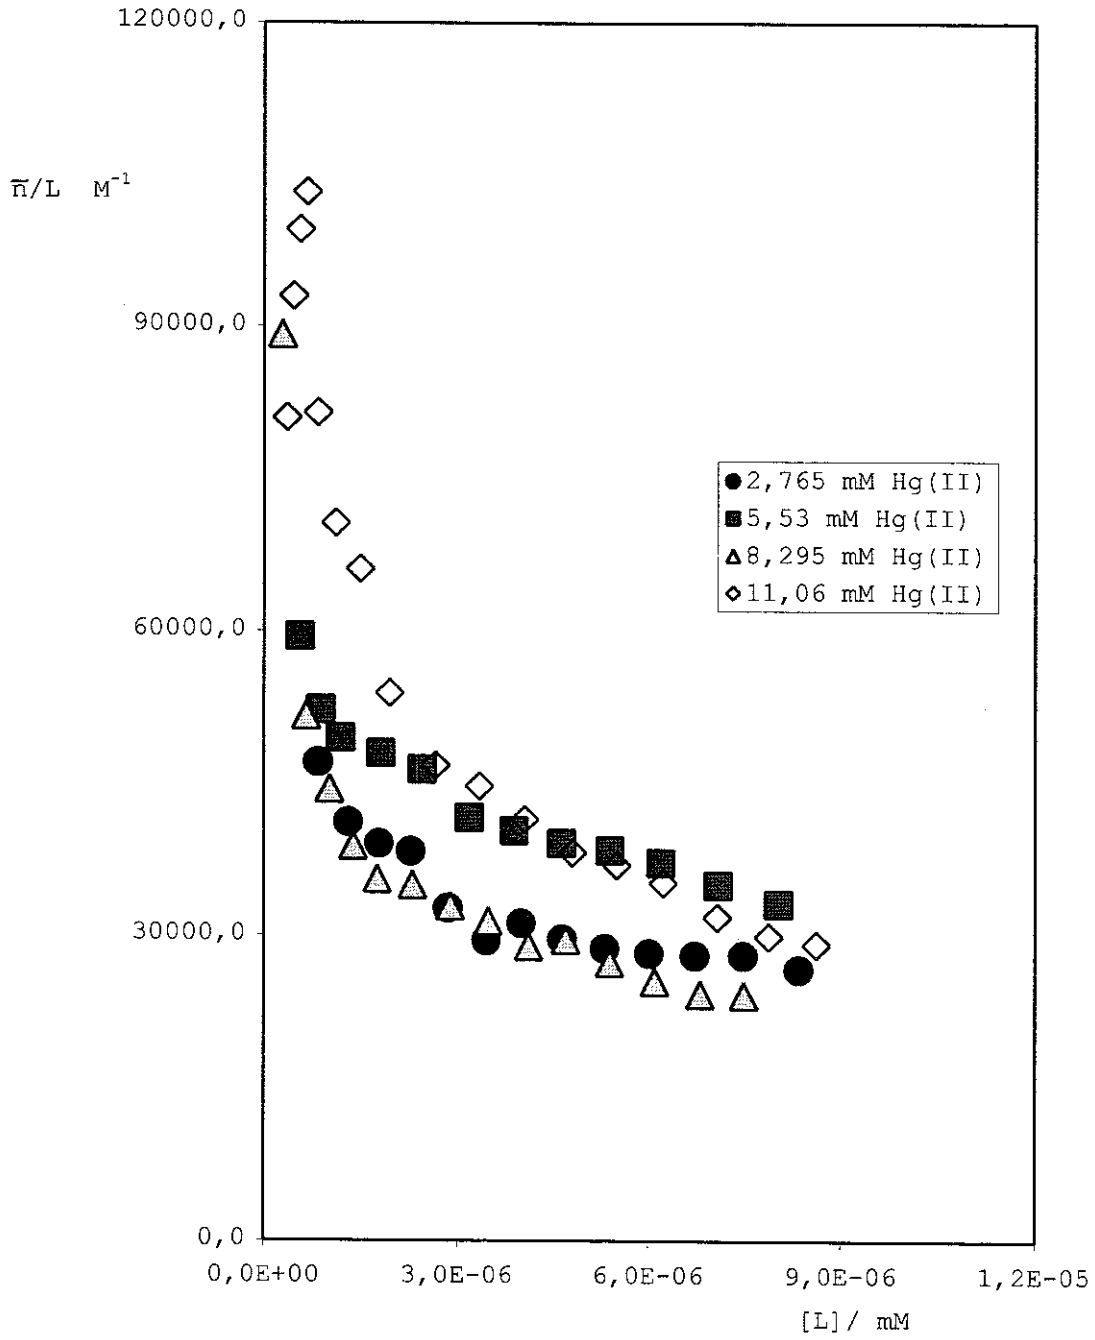 120000,0
n̅/L M⁻¹
90000,0
2,765 mM Hg(II)
5,53 mM Hg(II)
8,295 mM Hg(II)
11,06 mM Hg(II)
60000,0
30000,0
0,0
0,0E+00 3,0E-06 6,0E-06 9,0E-06 1,2E-05
[L]/ mM